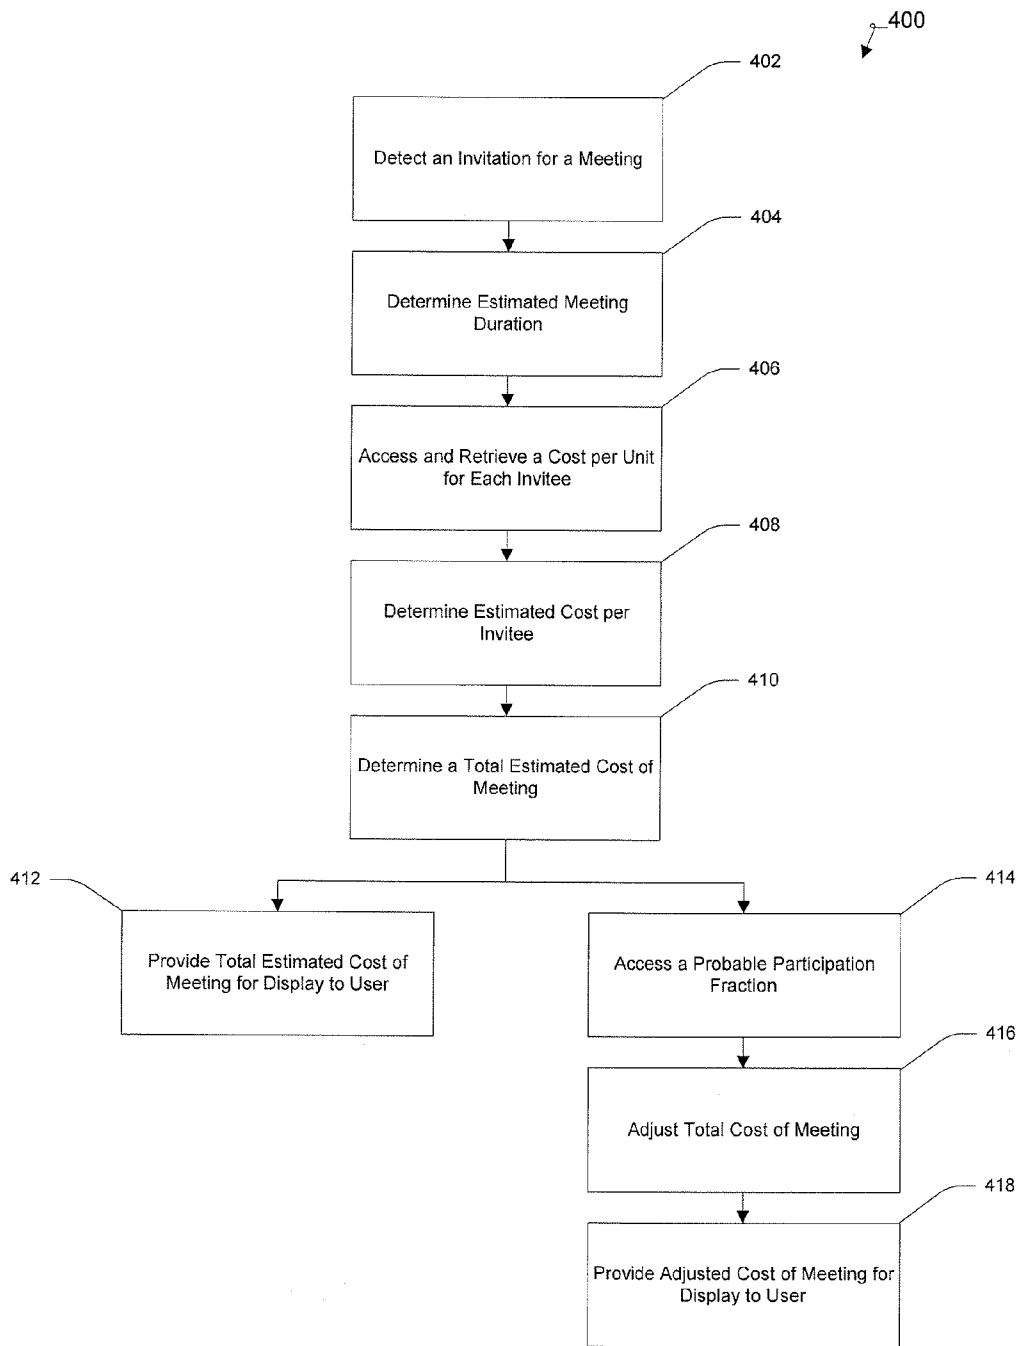 400
402
Detect an Invitation for a Meeting
404
Determine Estimated Meeting
Duration
406
Access and Retrieve a Cost per Unit
for Each Invitee
408
Determine Estimated Cost per
Invitee
410
Determine a Total Estimated Cost of
Meeting
412
Provide Total Estimated Cost of
Meeting for Display to User
414
Access a Probable Participation
Fraction
416
Adjust Total Cost of Meeting
418
Provide Adjusted Cost of Meeting for
Display to User